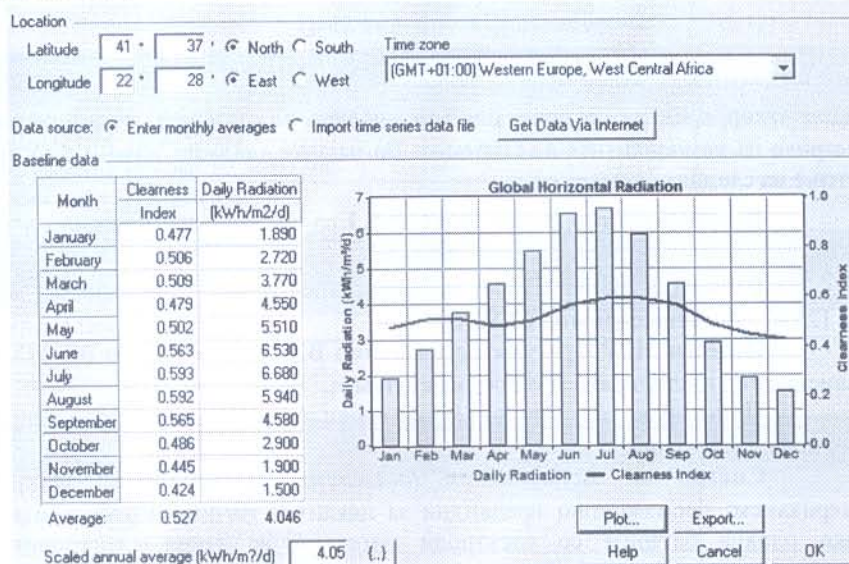 Location
Latitude 41 ° 37 ' North South
Time zone
(GMT+01:00) Western Europe, West Central Africa
Longitude 22 ° 28 ' East West
Data source: Enter monthly averages Import time series data file Get Data Via Internet
Baseline data
Month Clearness Index Daily Radiation (kWh/m2/d)
January 0.477 1.890
February 0.506 2.720
March 0.509 3.770
April 0.479 4.550
May 0.502 5.510
June 0.563 6.530
July 0.593 6.680
August 0.592 5.940
September 0.565 4.580
October 0.486 2.900
November 0.445 1.900
December 0.424 1.500
Average: 0.527 4.046
Scaled annual average (kWh/m?/d) 4.05 {..}
Global Horizontal Radiation
Daily Radiation (kWh/m²/d)
7
6
5
4
3
2
1
0
Clearness Index
1.0
0.8
0.6
0.4
0.2
0.0
Jan Feb Mar Apr May Jun Jul Aug Sep Oct Nov Dec
Daily Radiation Clearness Index
Plot... Export...
Help Cancel OK